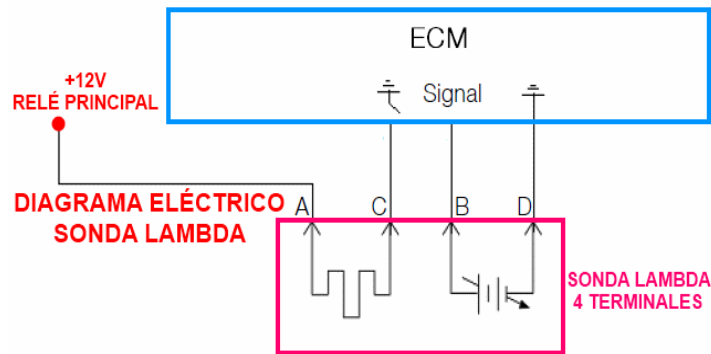 ECM
+12V
RELÉ PRINCIPAL
Signal
DIAGRAMA ELÉCTRICO
SONDA LAMBDA
A C B D
SONDA LAMBDA
4 TERMINALES